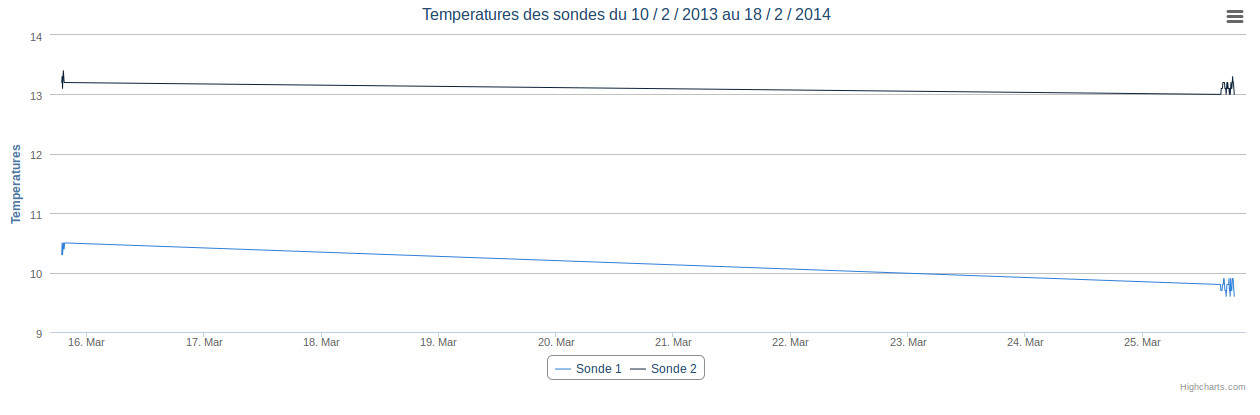 Temperatures des sondes du 10 / 2 / 2013 au 18 / 2 / 2014
14
13
12
11
10
9
Temperatures
16. Mar 17. Mar 18. Mar 19. Mar 20. Mar 21. Mar 22. Mar 23. Mar 24. Mar 25. Mar
Sonde 1 Sonde 2
Highcharts.com